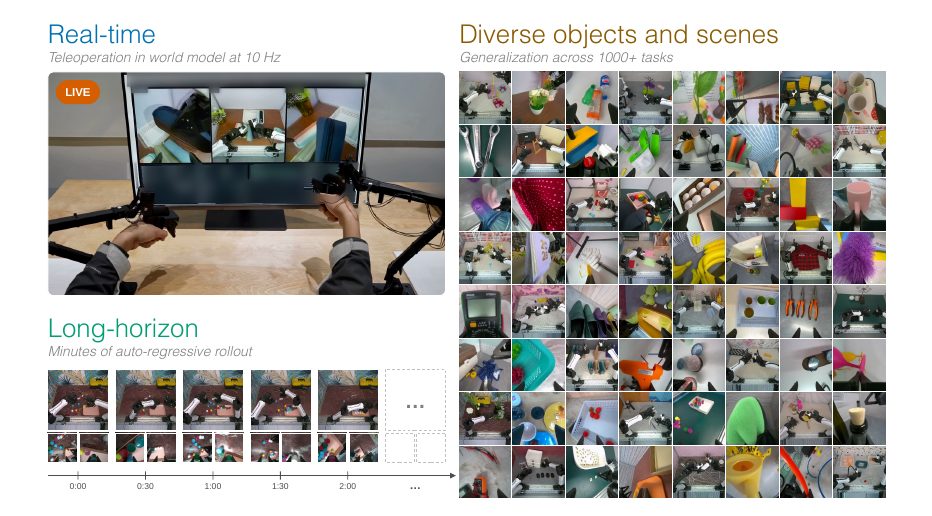 Real-time
Teleoperation in world model at 10 Hz
LIVE
Long-horizon
Minutes of auto-regressive rollout
...
0:00
0:30
1:00
1:30
2:00
...
Diverse objects and scenes
Generalization across 1000+ tasks